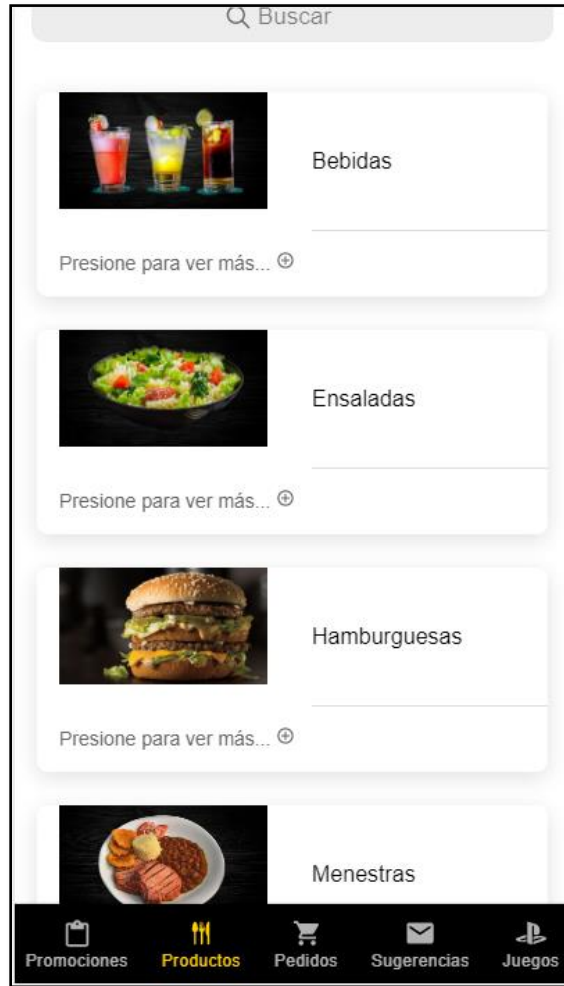 Buscar
Bebidas
Presione para ver más...
Ensaladas
Presione para ver más...
Hamburguesas
Presione para ver más...
Menestras
Promociones Productos Pedidos Sugerencias Juegos